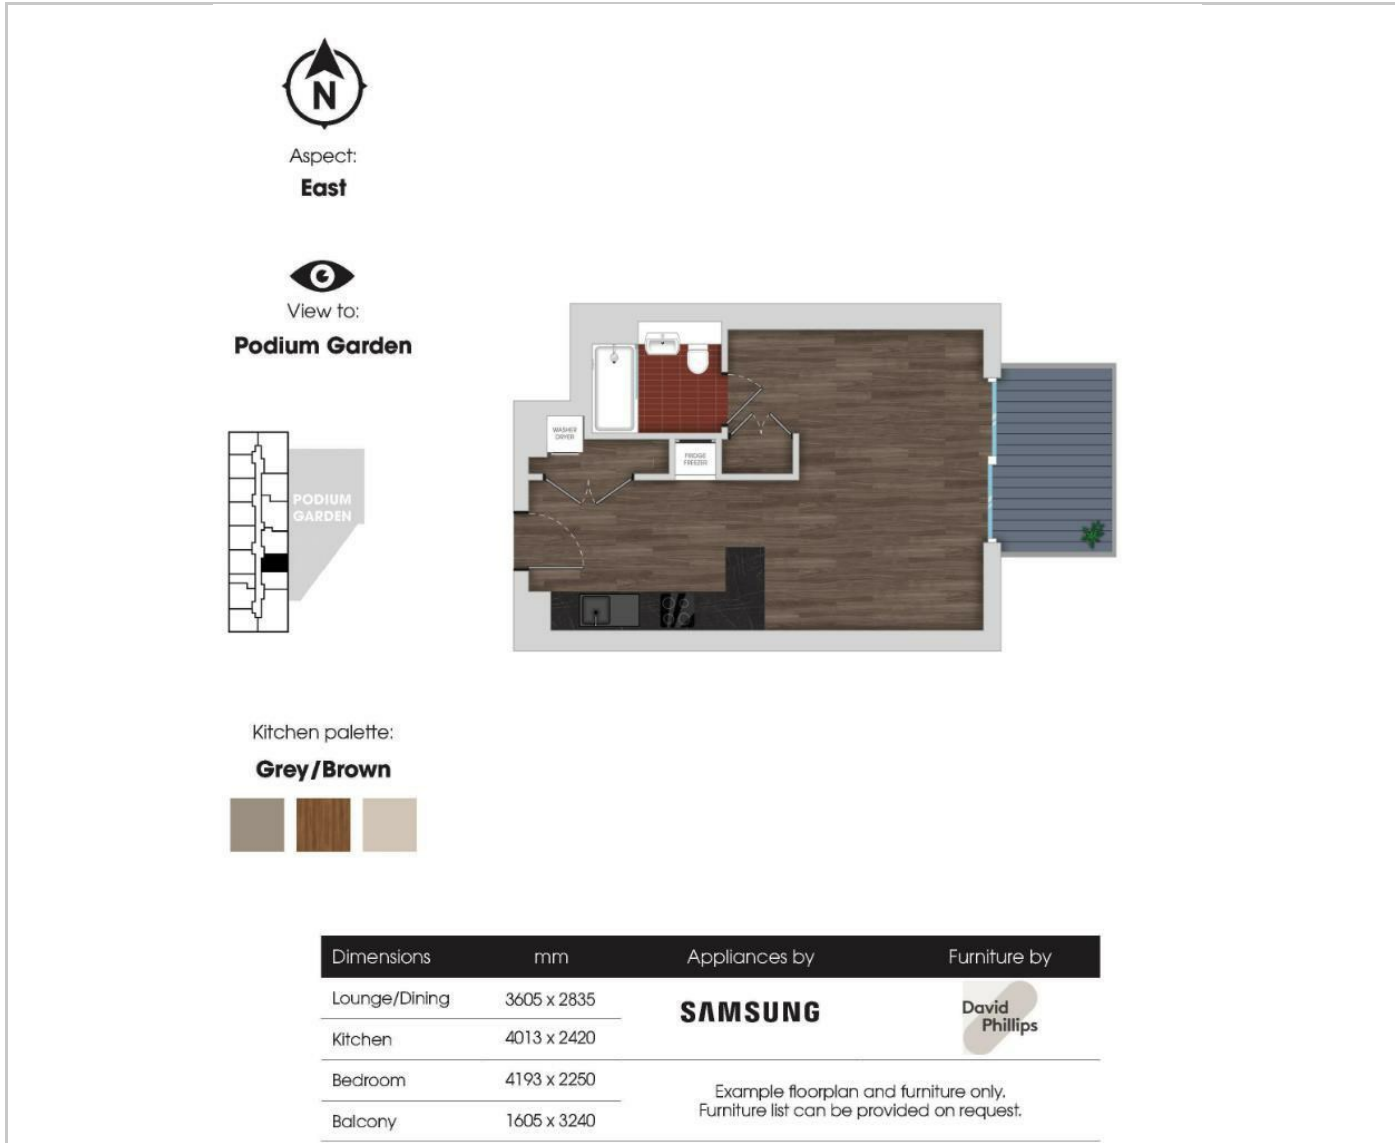 N
Aspect:
East
View to:
Podium Garden
PODIUM
GARDEN
WASHER
DRYER
FRIDGE
FREEZER
Kitchen palette:
Grey/Brown
Dimensions mm Appliances by Furniture by
Lounge/Dining 3605 x 2835
SAMSUNG
David
Phillips
Kitchen 4013 x 2420
Bedroom 4193 x 2250
Example floorplan and furniture only.
Furniture list can be provided on request.
Balcony 1605 x 3240